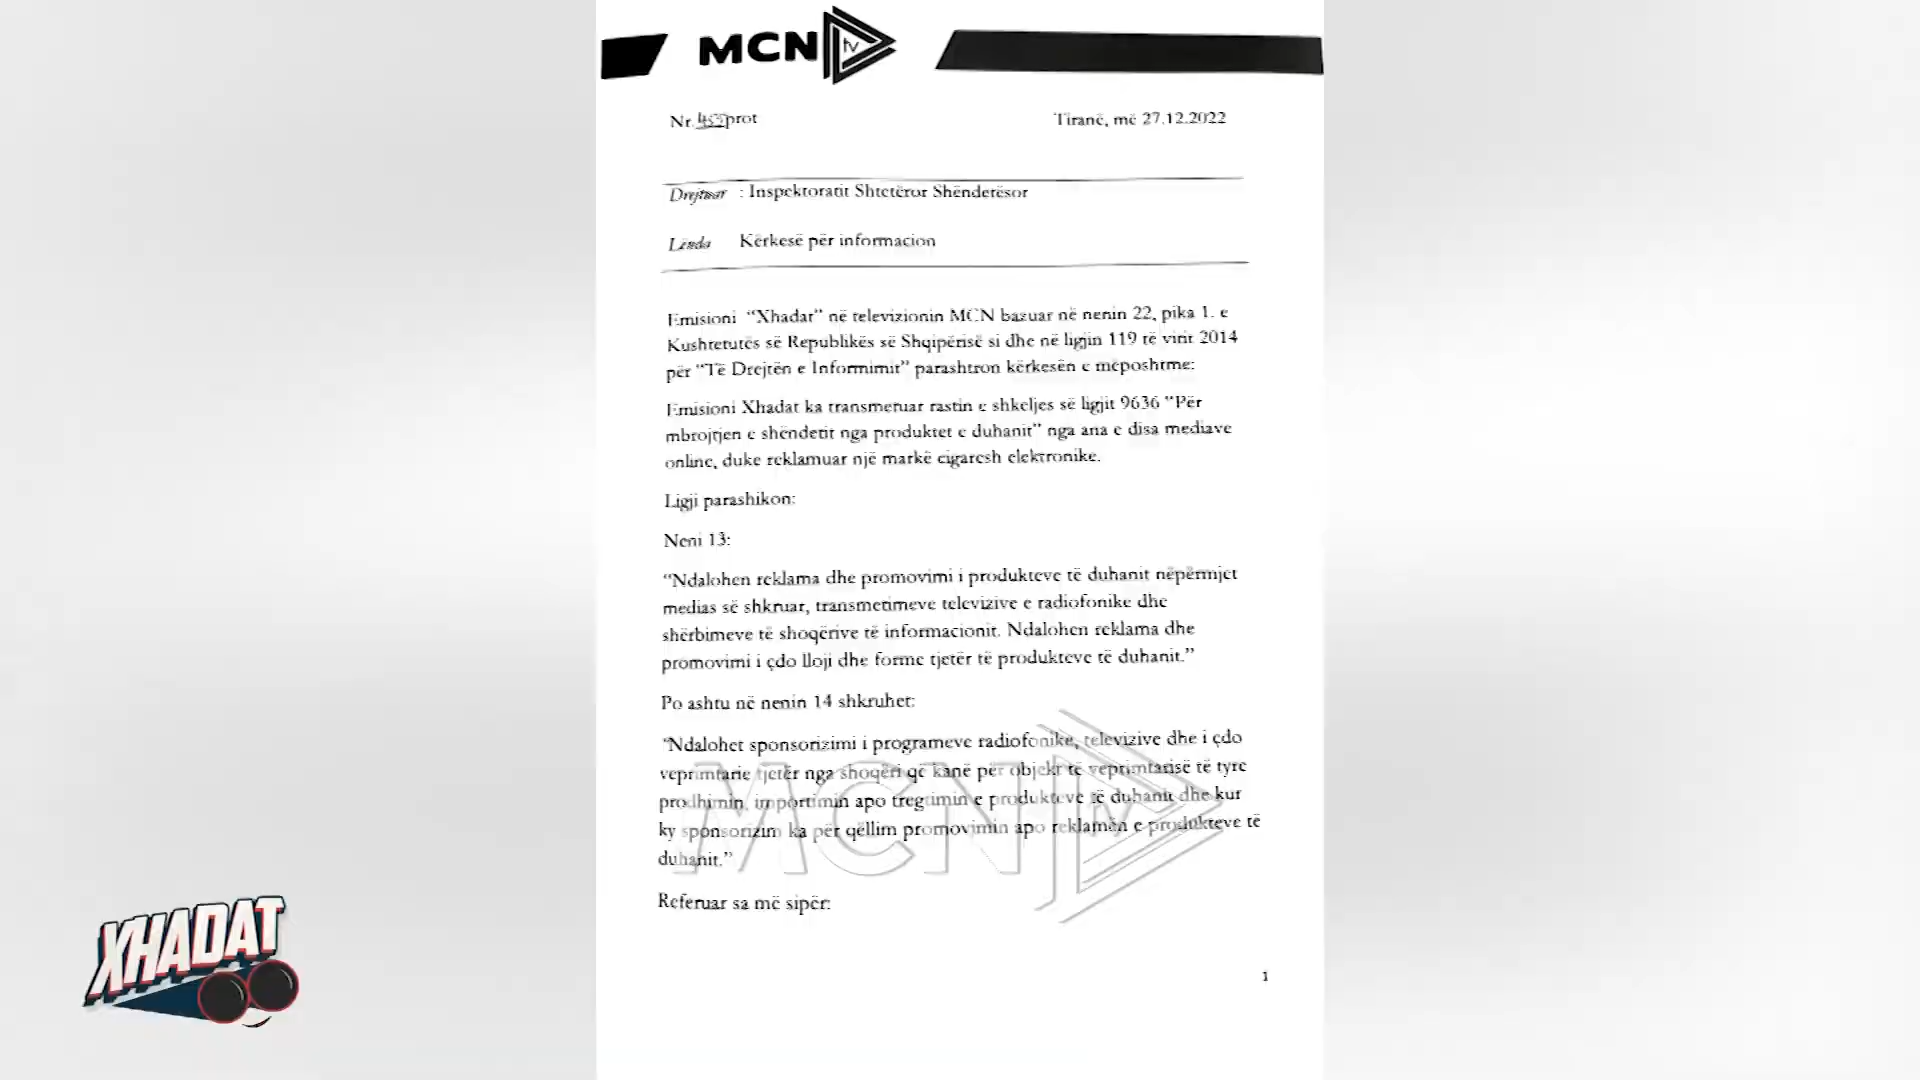 MCN tv
Nr. 455 prot
Tiranë, më 27.12.2022
Drejtuar : Inspektoratit Shtetëror Shëndetësor
Lënda Kërkesë për informacion
Emisioni “Xhadat” në televizionin MCN bazuar në nenin 22, pika 1. e
Kushtetutës së Republikës së Shqipërisë si dhe në ligjin 119 të vitit 2014
për “Të Drejtën e Informimit” parashtron kërkesën e mëposhtme:
Emisioni Xhadat ka transmetuar rastin e shkeljes së ligjit 9636 “Për
mbrojtjen e shëndetit nga produktet e duhanit” nga ana e disa mediave
online, duke reklamuar një markë cigaresh elektronike.
Ligji parashikon:
Neni 13:
“Ndalohen reklama dhe promovimi i produkteve të duhanit nëpërmjet
medias së shkruar, transmetimeve televizive e radiofonike dhe
shërbimeve të shoqërive të informacionit. Ndalohen reklama dhe
promovimi i çdo lloji dhe forme tjetër të produkteve të duhanit.”
Po ashtu në nenin 14 shkruhet:
“Ndalohet sponsorizimi i programeve radiofonike, televizive dhe i çdo
veprimtarie tjetër nga shoqëri që kanë për objekt të veprimtarisë të tyre
prodhimin, importimin apo tregtimin e produkteve të duhanit dhe kur
ky sponsorizim ka për qëllim promovimin apo reklamën e produkteve të
duhanit.”
Referuar sa më sipër:
MCN tv
1
XHADAT